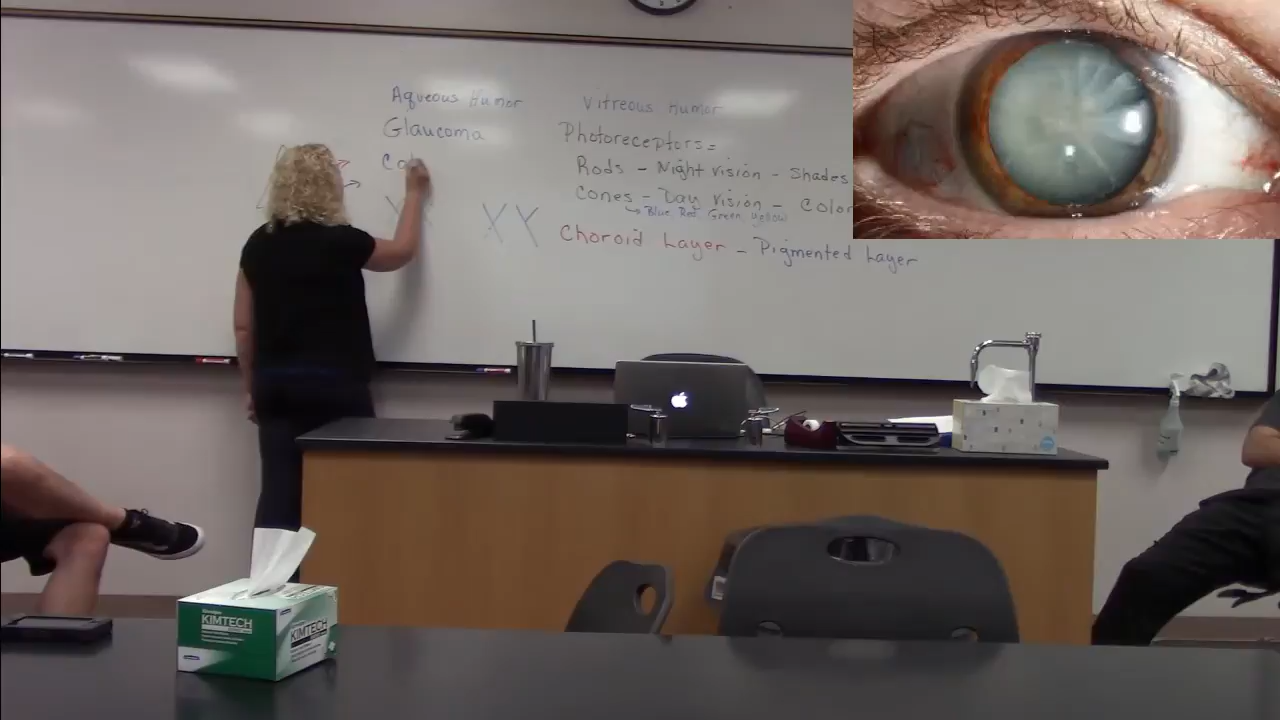 Aqueous Humor
Glaucoma
XX
Vitreous Humor
Photoreceptors=
Rods - Night vision - Shades
Cones - Day vision - Color
Blue, Red, Green, Yellow
Choroid Layer - Pigmented Layer
KIMTECH
KIMTECH